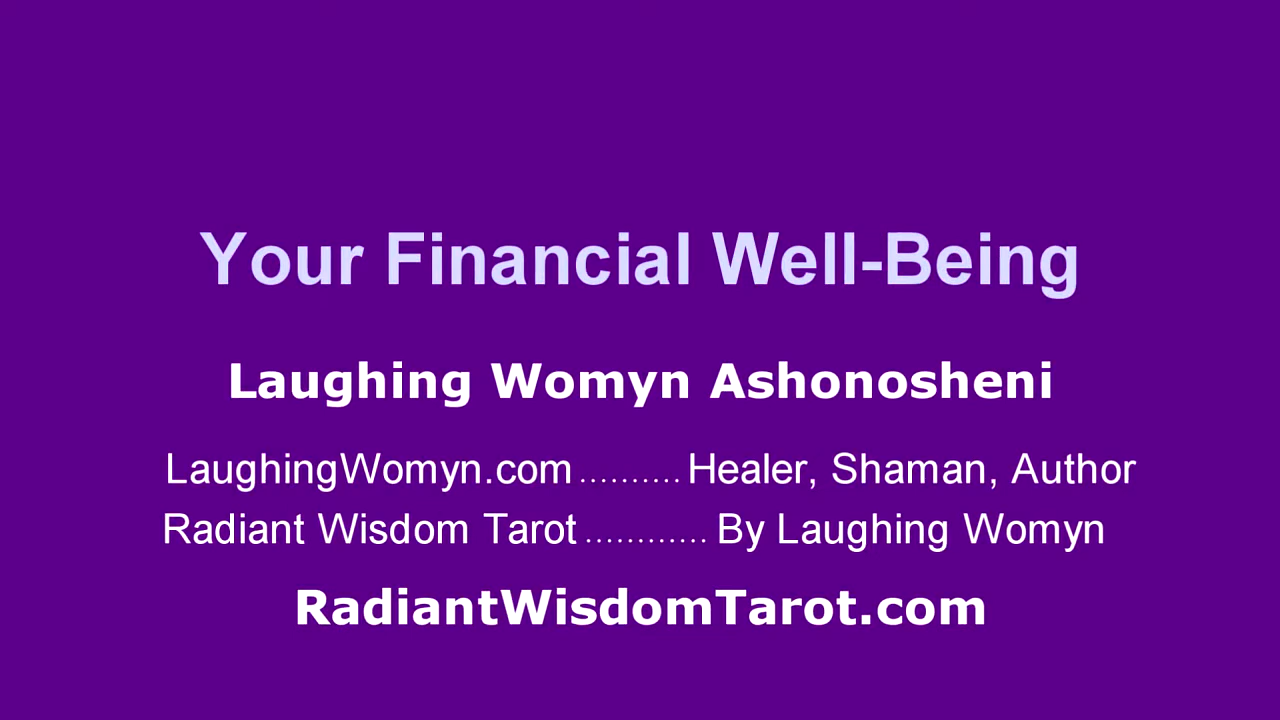 Your Financial Well-Being
Laughing Womyn Ashonosheni
LaughingWomyn.com .......... Healer, Shaman, Author
Radiant Wisdom Tarot ............ By Laughing Womyn
RadiantWisdomTarot.com